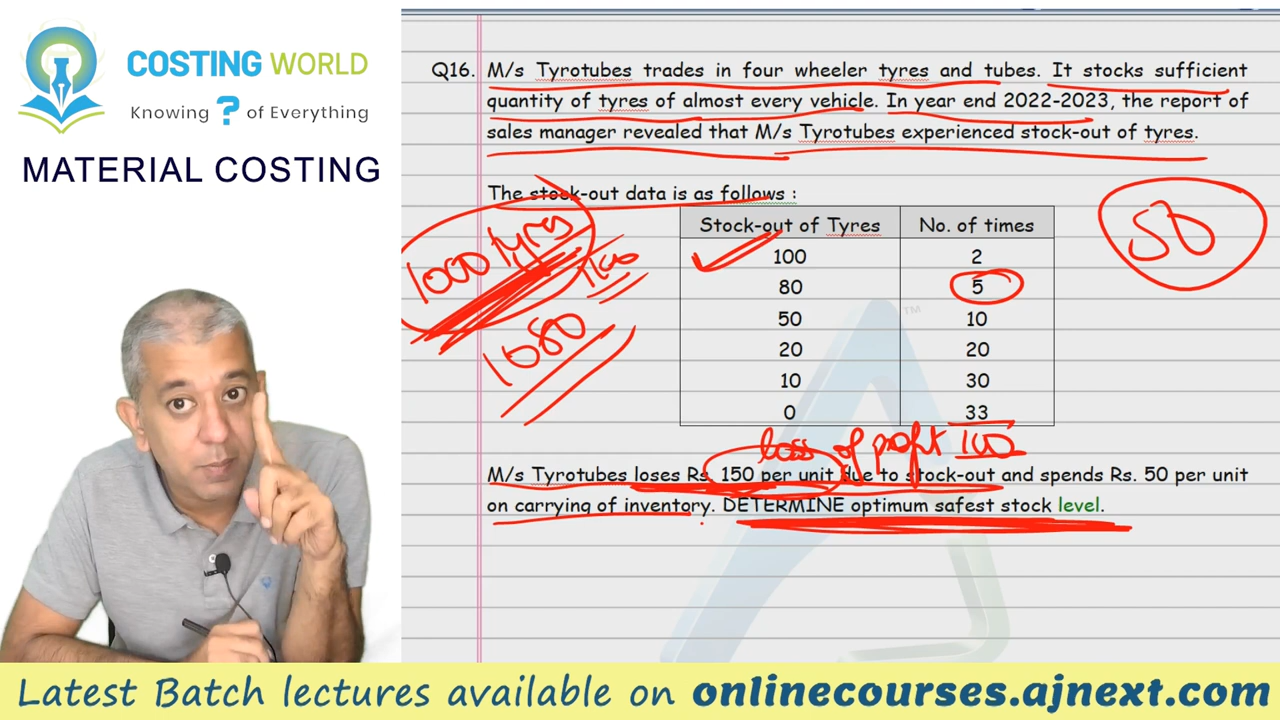 COSTING WORLD
Knowing ? of Everything
MATERIAL COSTING
Q16. M/s Tyrotubes trades in four wheeler tyres and tubes. It stocks sufficient
quantity of tyres of almost every vehicle. In year end 2022-2023, the report of
sales manager revealed that M/s Tyrotubes experienced stock-out of tyres.
The stock-out data is as follows :
Stock-out of Tyres No. of times
100 2
80 5
50 10
20 20
10 30
0 33
100
1000 tyres
1100
1080
50
loss of profit
M/s Tyrotubes loses Rs. 150 per unit due to stock-out and spends Rs. 50 per unit
on carrying of inventory. DETERMINE optimum safest stock level.
TM
Latest Batch lectures available on onlinecourses.ajnext.com